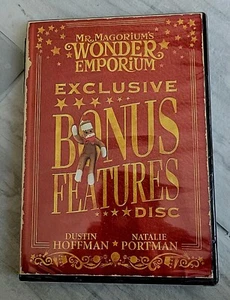 MR. MAGORIUM'S
WONDER
EMPORIUM
EXCLUSIVE
BONUS
FEATURES
DISC
DUSTIN NATALIE
HOFFMAN ★ PORTMAN